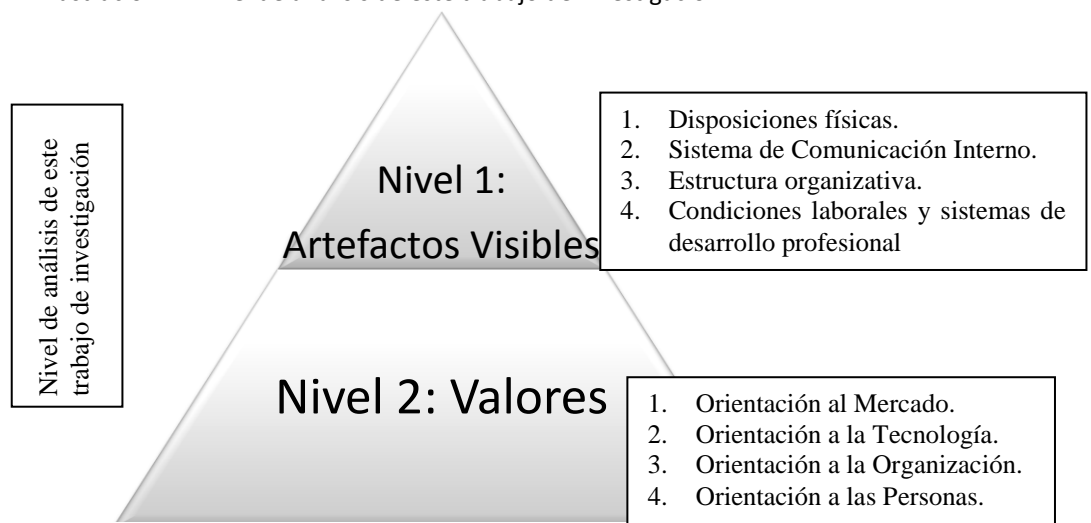 Nivel de análisis de este
trabajo de investigación
Nivel 1:
Artefactos Visibles
1. Disposiciones físicas.
2. Sistema de Comunicación Interno.
3. Estructura organizativa.
4. Condiciones laborales y sistemas de
desarrollo profesional
Nivel 2: Valores
1. Orientación al Mercado.
2. Orientación a la Tecnología.
3. Orientación a la Organización.
4. Orientación a las Personas.